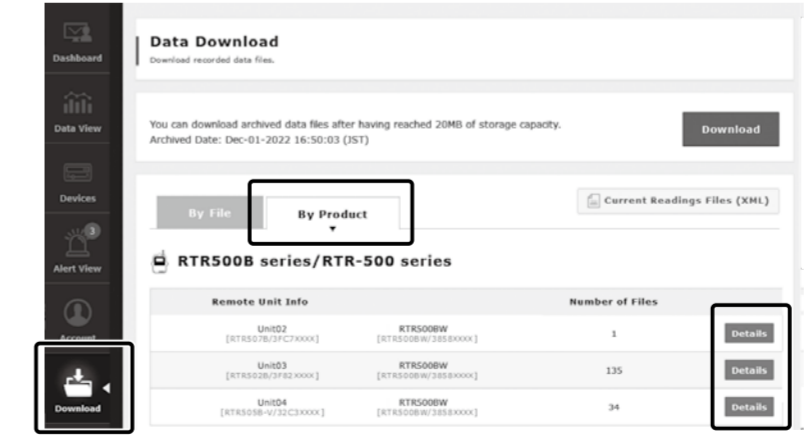 Dashboard
Data View
Devices
3
Alert View
Account
Download
Data Download
Download recorded data files.
You can download archived data files after having reached 20MB of storage capacity.
Archived Date: Dec-01-2022 16:50:03 (JST)
Download
By File
By Product
Current Readings Files (XML)
RTR500B series/RTR-500 series
Remote Unit Info Number of Files
Unit02 RTR500BW 1 Details
[RTR507B/3FC7XXXX] [RTR500BW/3858XXXX]
Unit03 RTR500BW 135 Details
[RTR502B/3F82XXXX] [RTR500BW/3858XXXX]
Unit04 RTR500BW 34 Details
[RTR505B-V/32C3XXXX] [RTR500BW/3858XXXX]